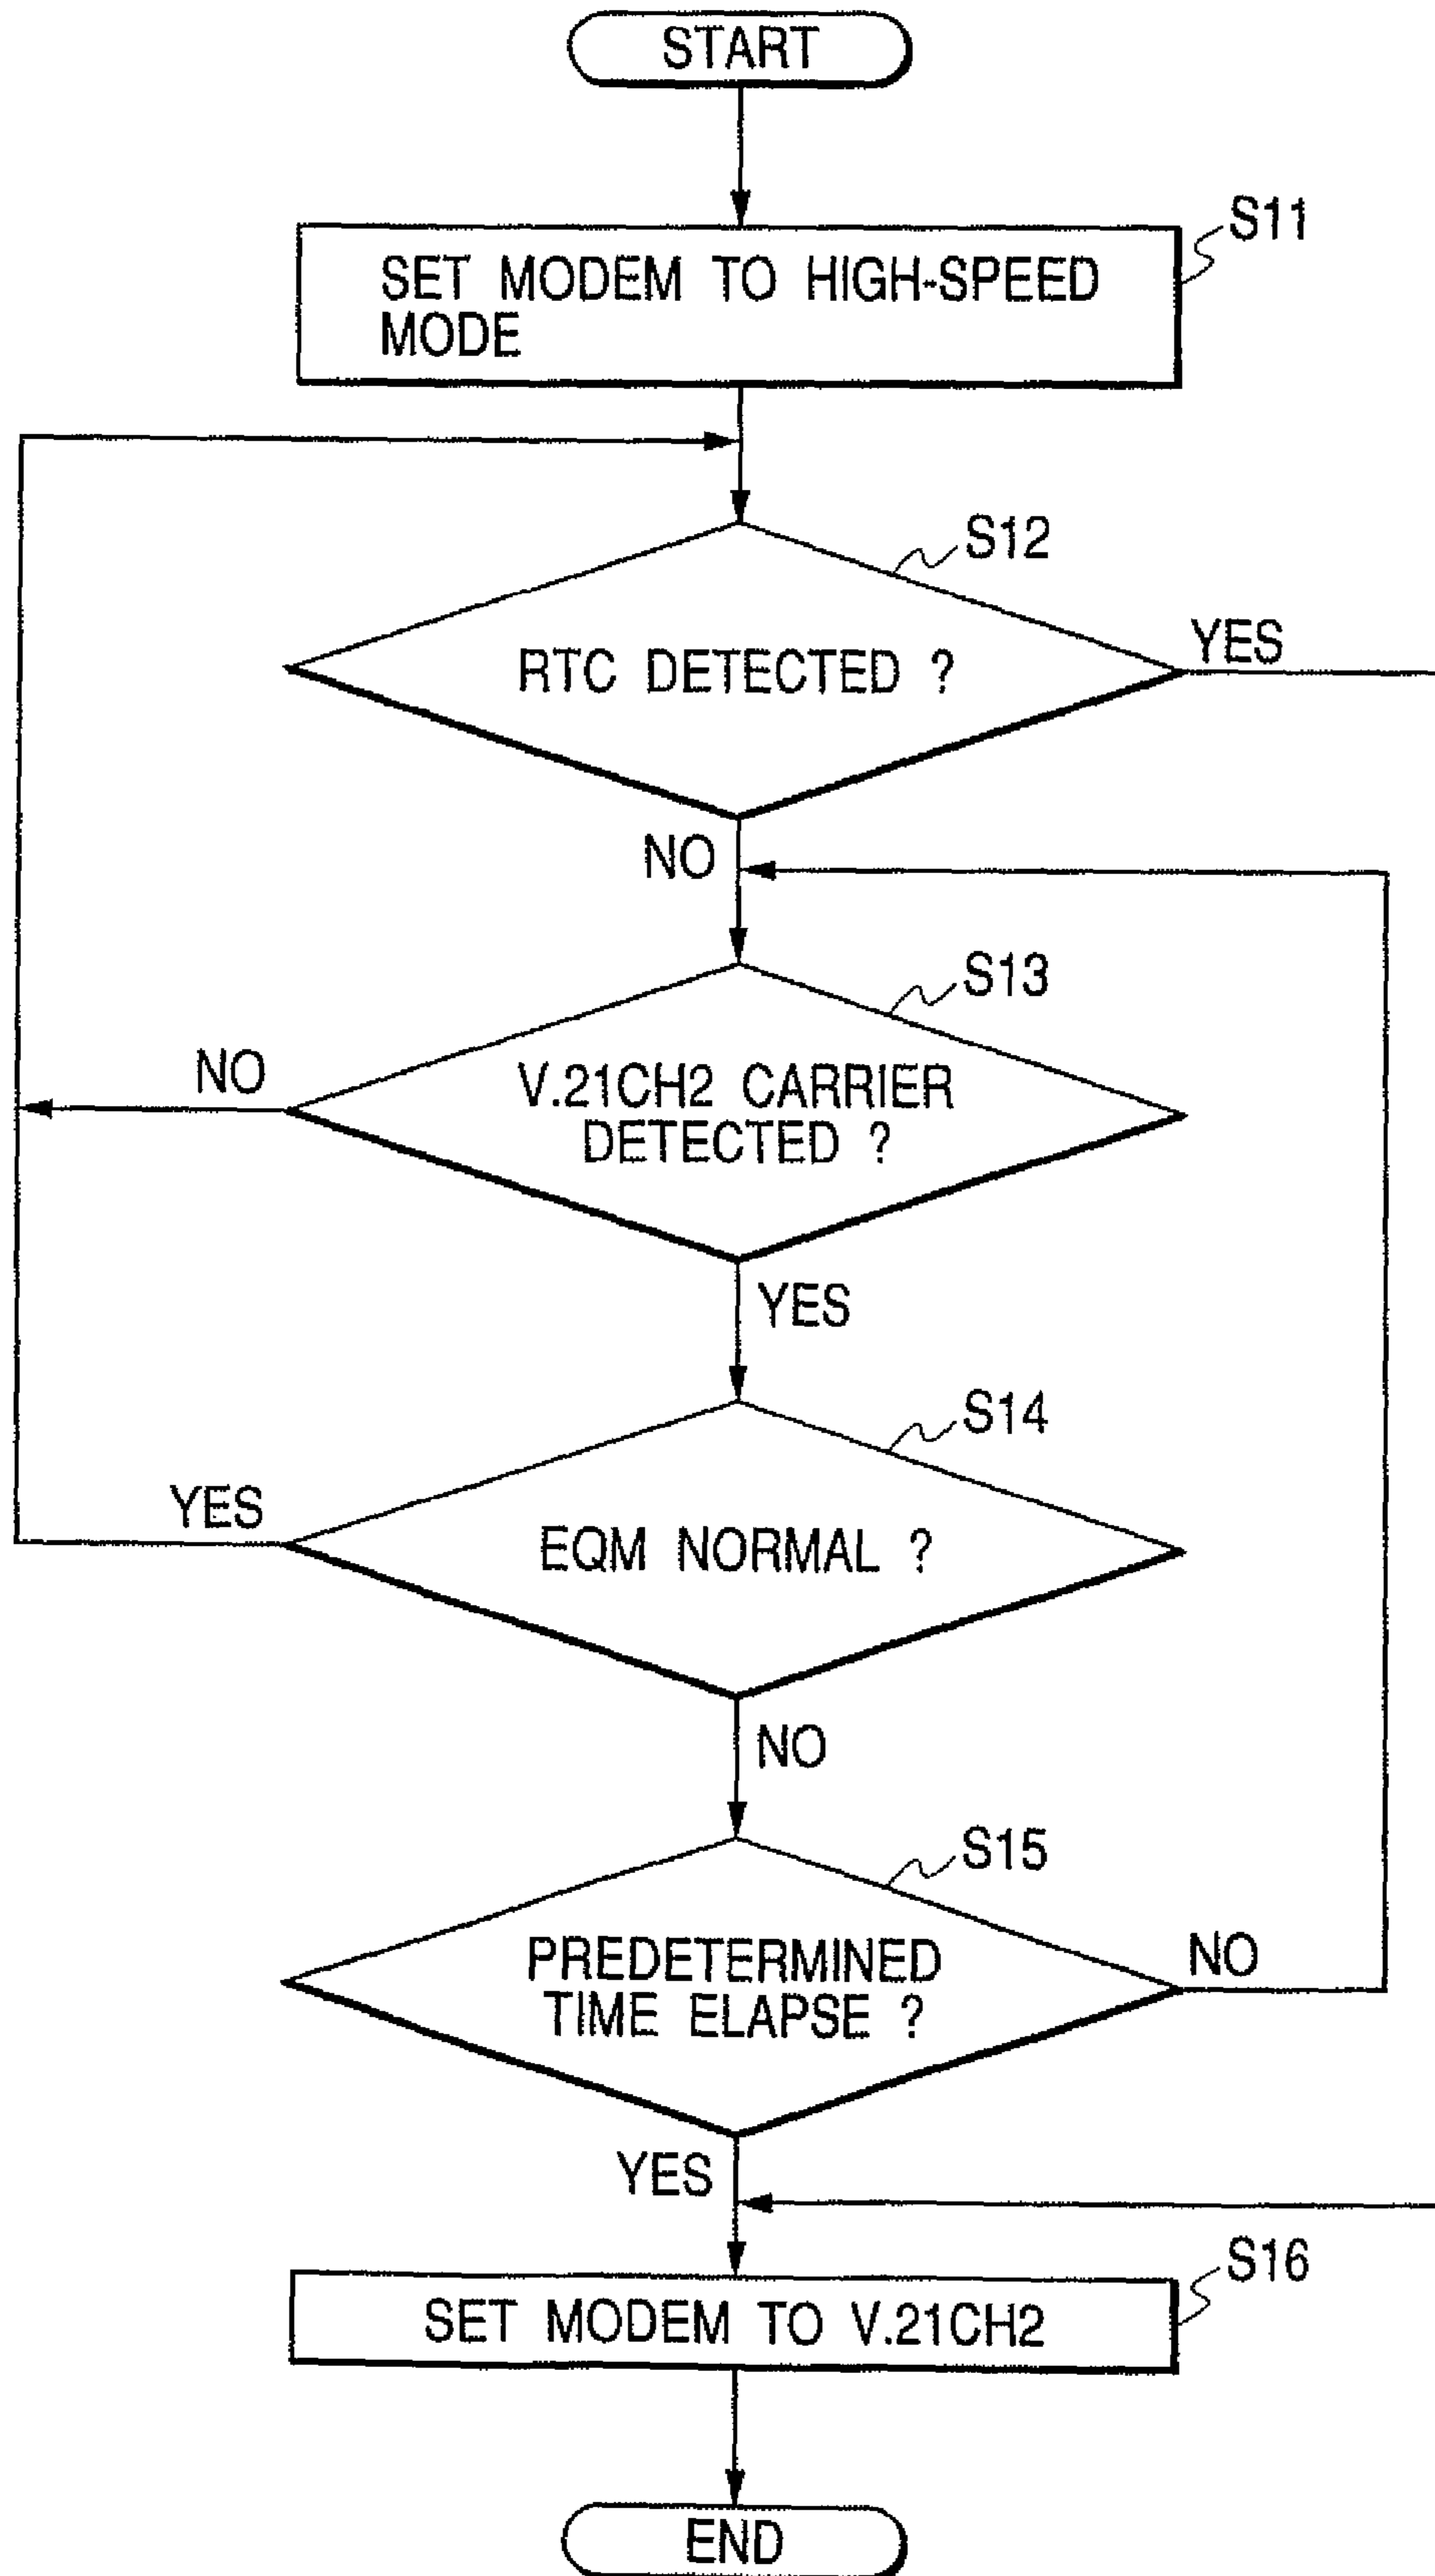 START
S11
SET MODEM TO HIGH-SPEED
MODE
S12
RTC DETECTED ?
YES
NO
S13
NO
V.21CH2 CARRIER
DETECTED ?
YES
S14
YES
EQM NORMAL ?
NO
S15
PREDETERMINED
TIME ELAPSE ?
NO
YES
S16
SET MODEM TO V.21CH2
END